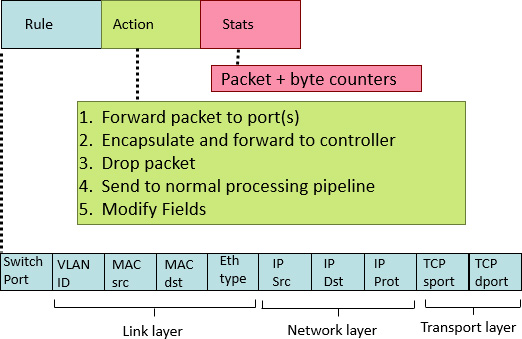 Rule Action Stats
Packet + byte counters
1. Forward packet to port(s)
2. Encapsulate and forward to controller
3. Drop packet
4. Send to normal processing pipeline
5. Modify Fields
Switch VLAN MAC MAC Eth IP IP IP TCP TCP
Port ID src dst type Src Dst Prot sport dport
Link layer Network layer Transport layer